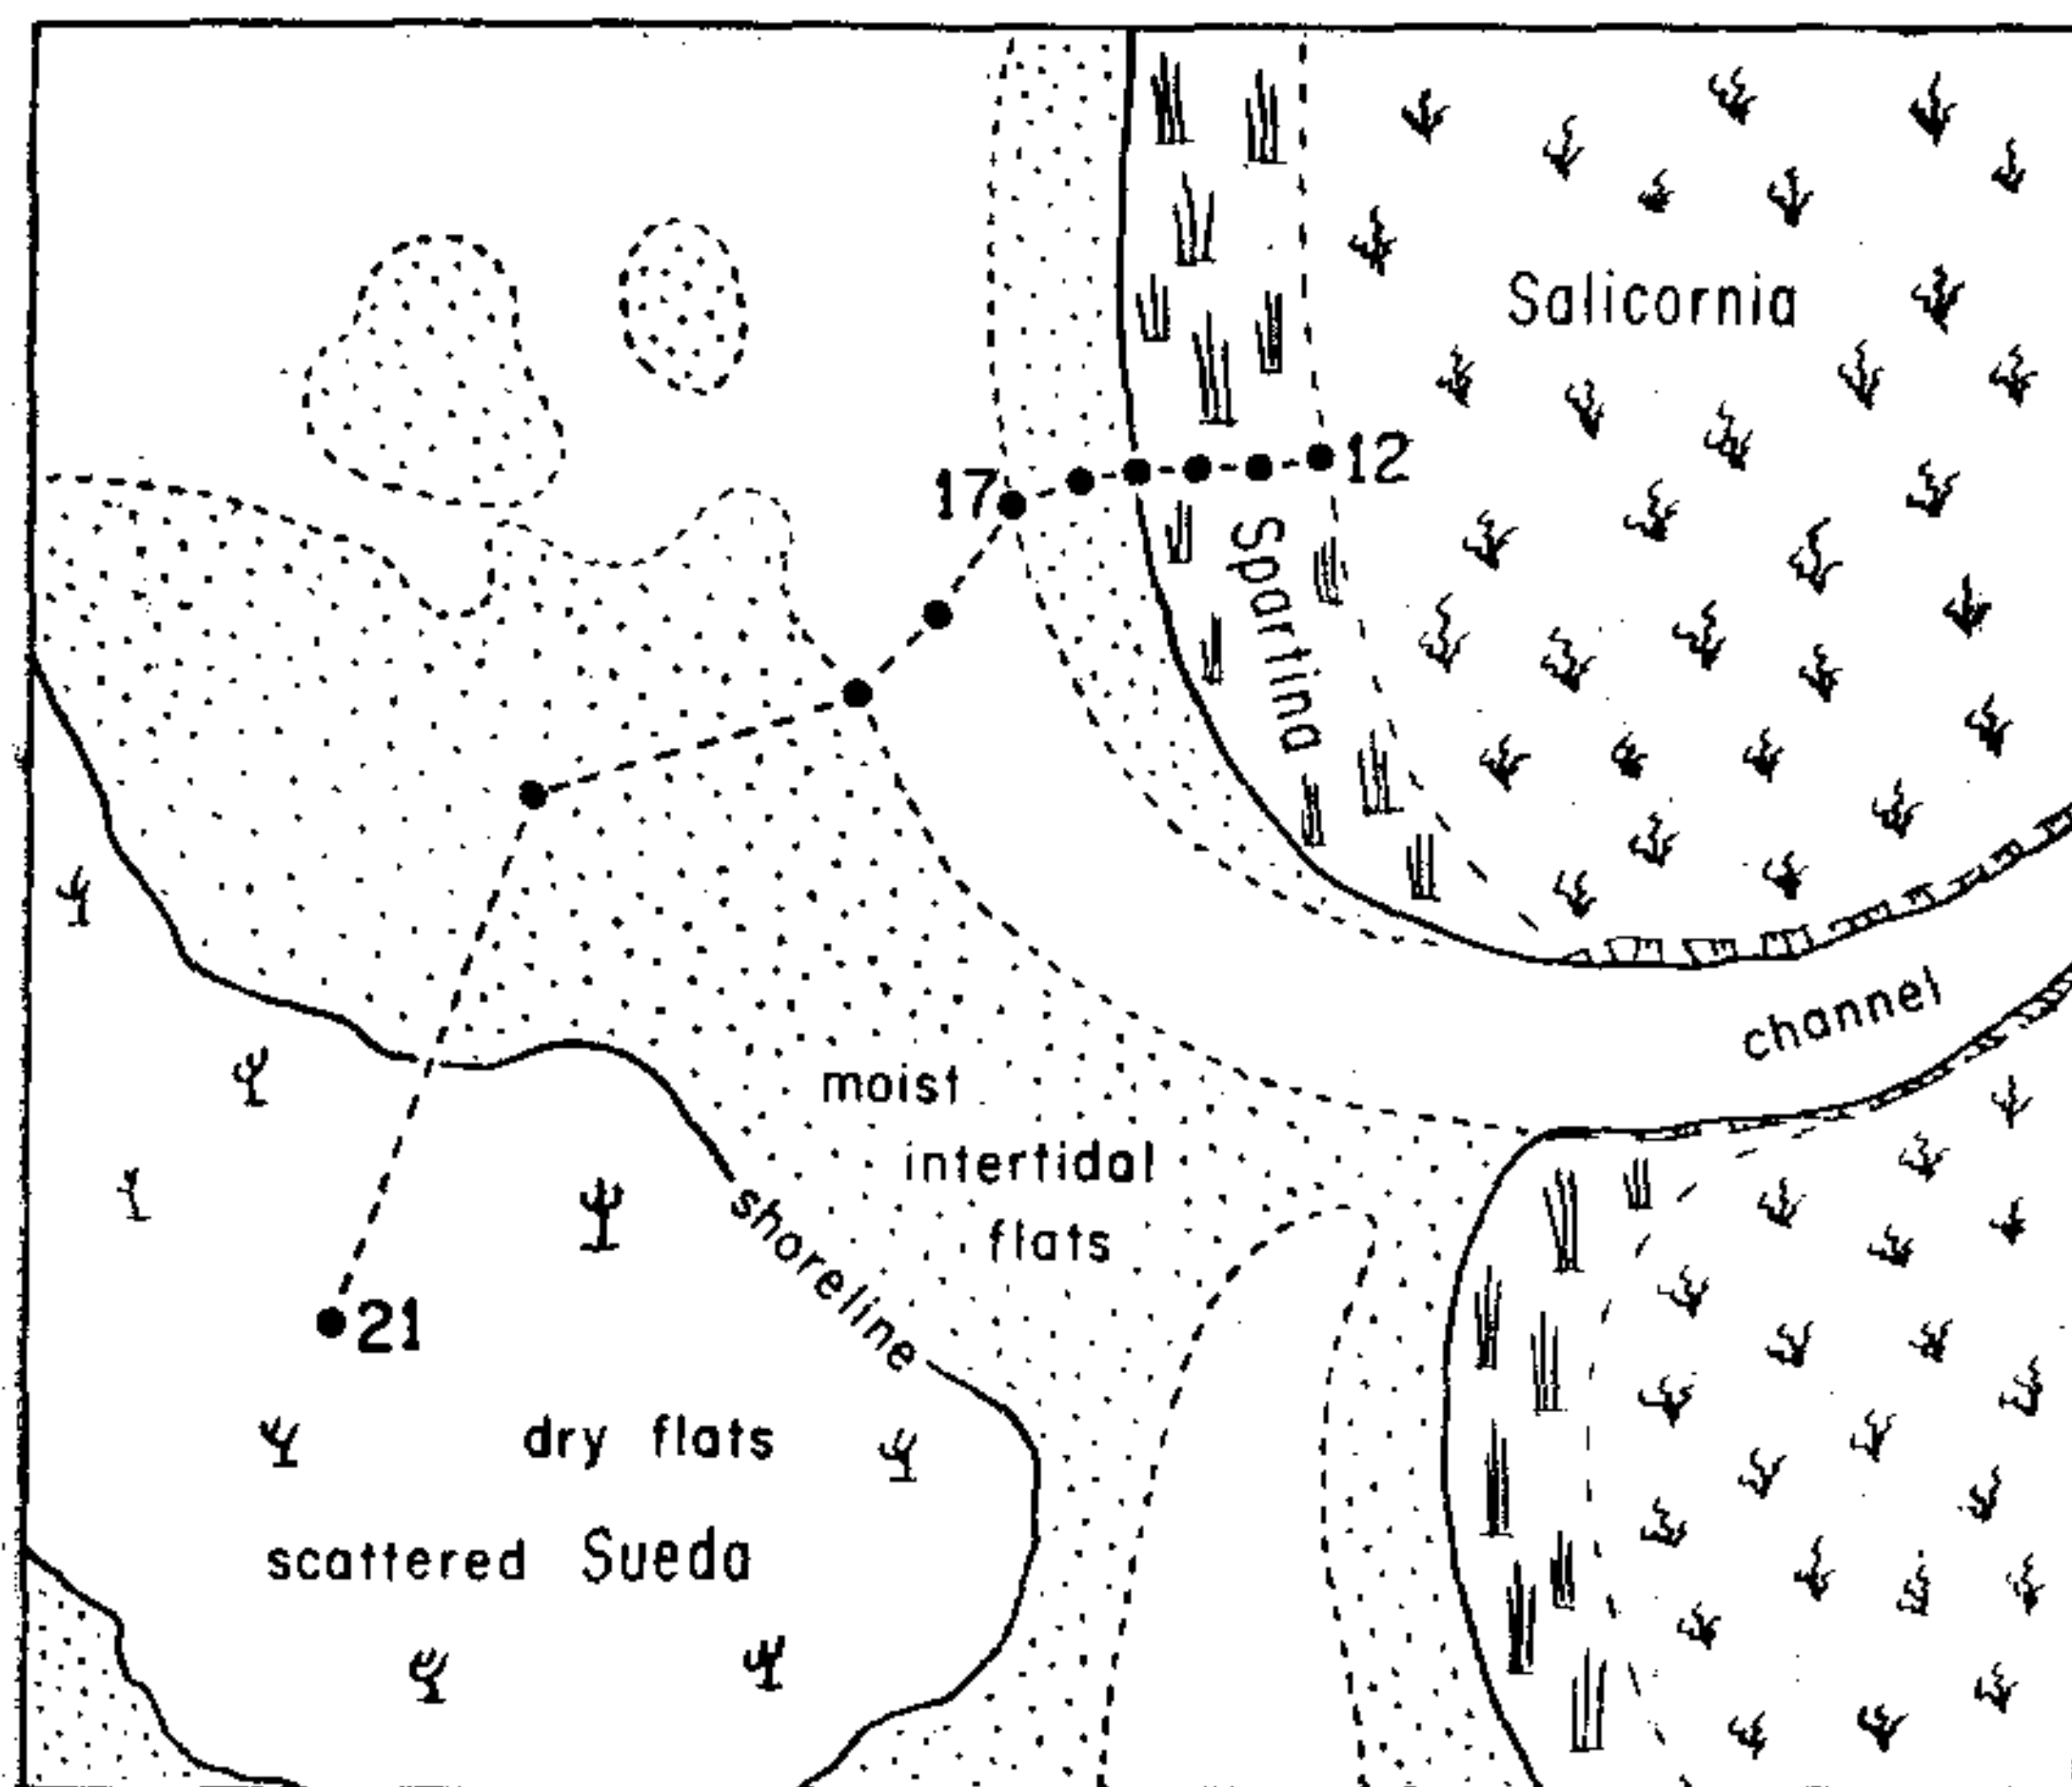 Salicornia
12
17
Spartina
channel
moist
intertidal
flats
shoreline
21
dry flats
scattered Sueda